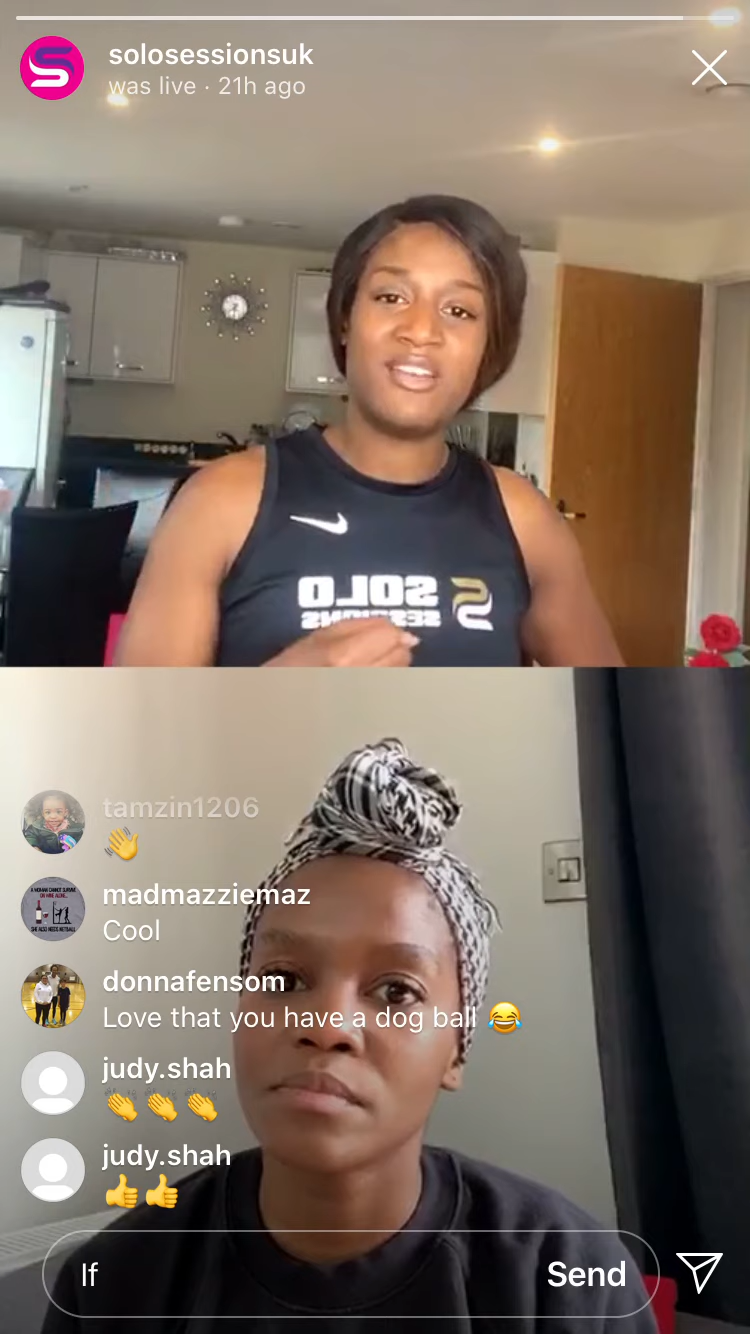 solosessionsuk
was live · 21h ago
SOLO
SESSIONS
tamzin1206
👋
madmazziemaz
Cool
donnafensom
Love that you have a dog ball 😂
judy.shah
👏👏👏
judy.shah
👍👍
If
Send